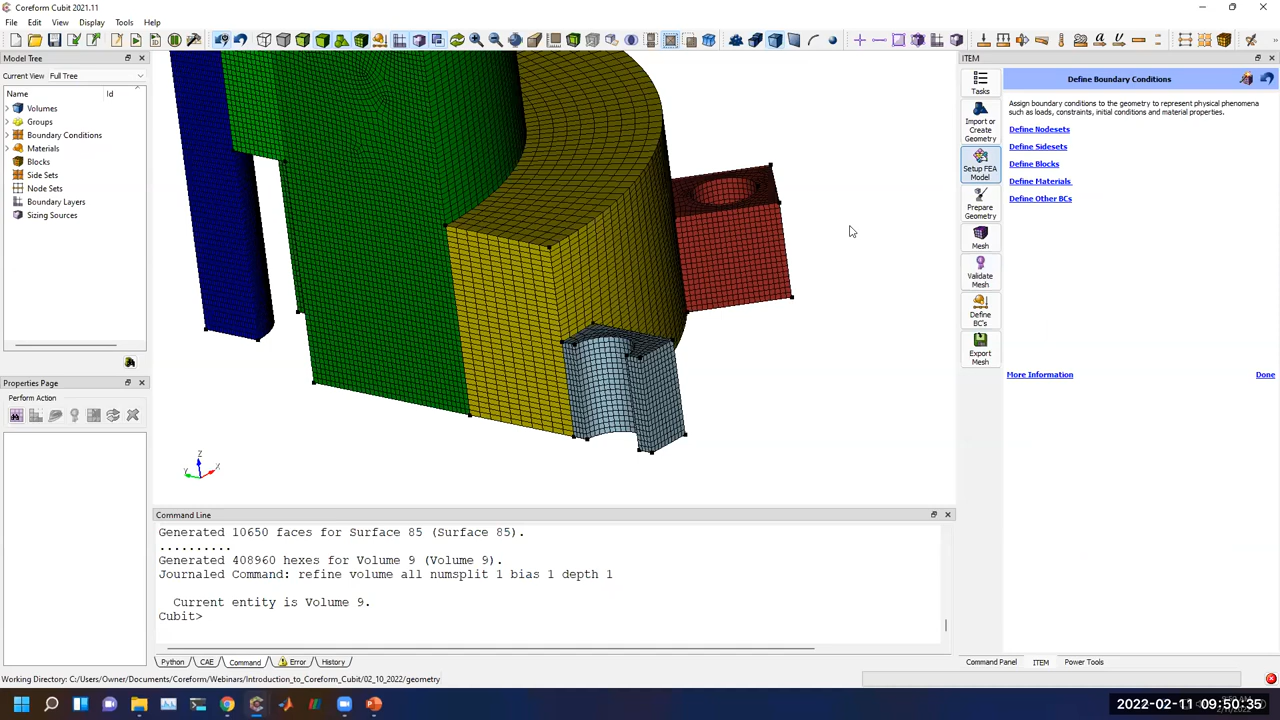 Coreform Cubit 2021.11
File Edit View Display Tools Help
Model Tree
Current View Full Tree
Name Id
Volumes
Groups
Boundary Conditions
Materials
Blocks
Side Sets
Node Sets
Boundary Layers
Sizing Sources
Properties Page
Perform Action
Z
Y X
Command Line
Generated 10650 faces for Surface 85 (Surface 85).
..........
Generated 408960 hexes for Volume 9 (Volume 9).
Journaled Command: refine volume all numsplit 1 bias 1 depth 1
Current entity is Volume 9.
Cubit>
Python CAE Command Error History
Working Directory: C:/Users/Owner/Documents/Coreform/Webinars/Introduction_to_Coreform_Cubit/02_10_2022/geometry
ITEM
Tasks
Import or
Create
Geometry
Setup FEA
Model
Prepare
Geometry
Mesh
Validate
Mesh
Define
BC's
Export
Mesh
Define Boundary Conditions
Assign boundary conditions to the geometry to represent physical phenomena
such as loads, constraints, initial conditions and material properties.
Define Nodesets
Define Sidesets
Define Blocks
Define Materials
Define Other BCs
More Information Done
Command Panel ITEM Power Tools
2022-02-11 09:50:35